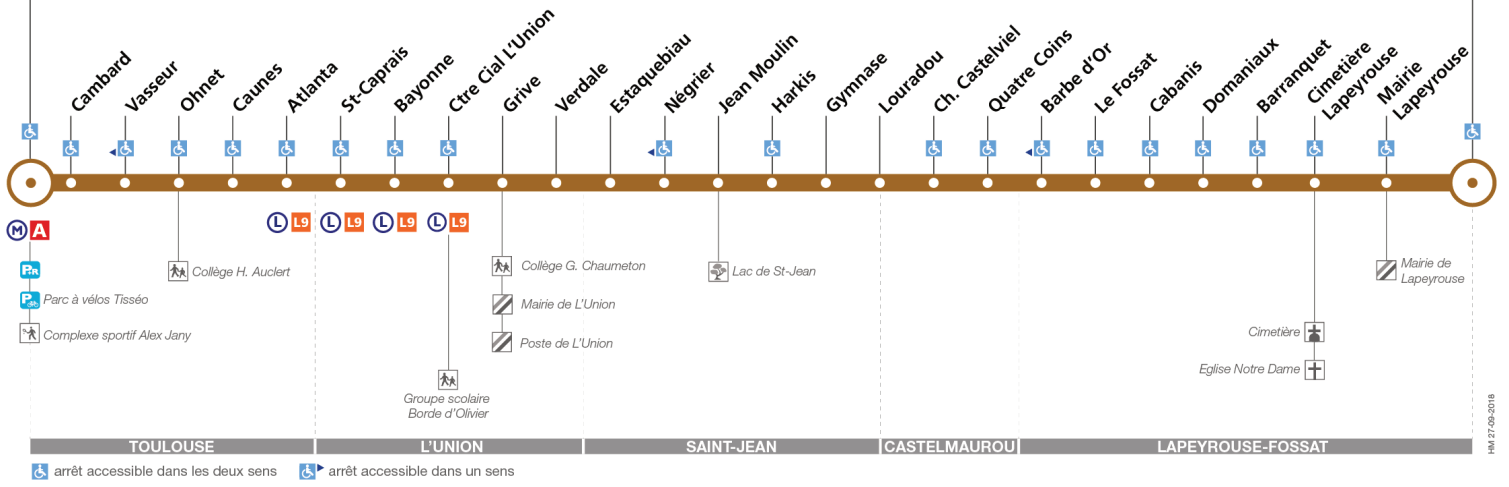 Cambard
Vasseur
Ohnet
Caunes
Atlanta
St-Caprais
Bayonne
Ctre Cial L'Union
Grive
Verdale
Estaquebiau
Négrier
Jean Moulin
Harkis
Gymnase
Louradou
Ch. Castelviel
Quatre Coins
Barbe d'Or
Le Fossat
Cabanis
Domaniaux
Barranquet
Cimetière
Lapeyrouse
Mairie
Lapeyrouse
M A
L L9
L L9
L L9
L L9
P+R
P
Parc à vélos Tisséo
Complexe sportif Alex Jany
Collège H. Auclert
Groupe scolaire
Borde d'Olivier
Collège G. Chaumeton
Mairie de L'Union
Poste de L'Union
Lac de St-Jean
Cimetière
Eglise Notre Dame
Mairie de
Lapeyrouse
TOULOUSE
L'UNION
SAINT-JEAN
CASTELMAUROU
LAPEYROUSE-FOSSAT
arrêt accessible dans les deux sens
arrêt accessible dans un sens
HM 27-09-2018